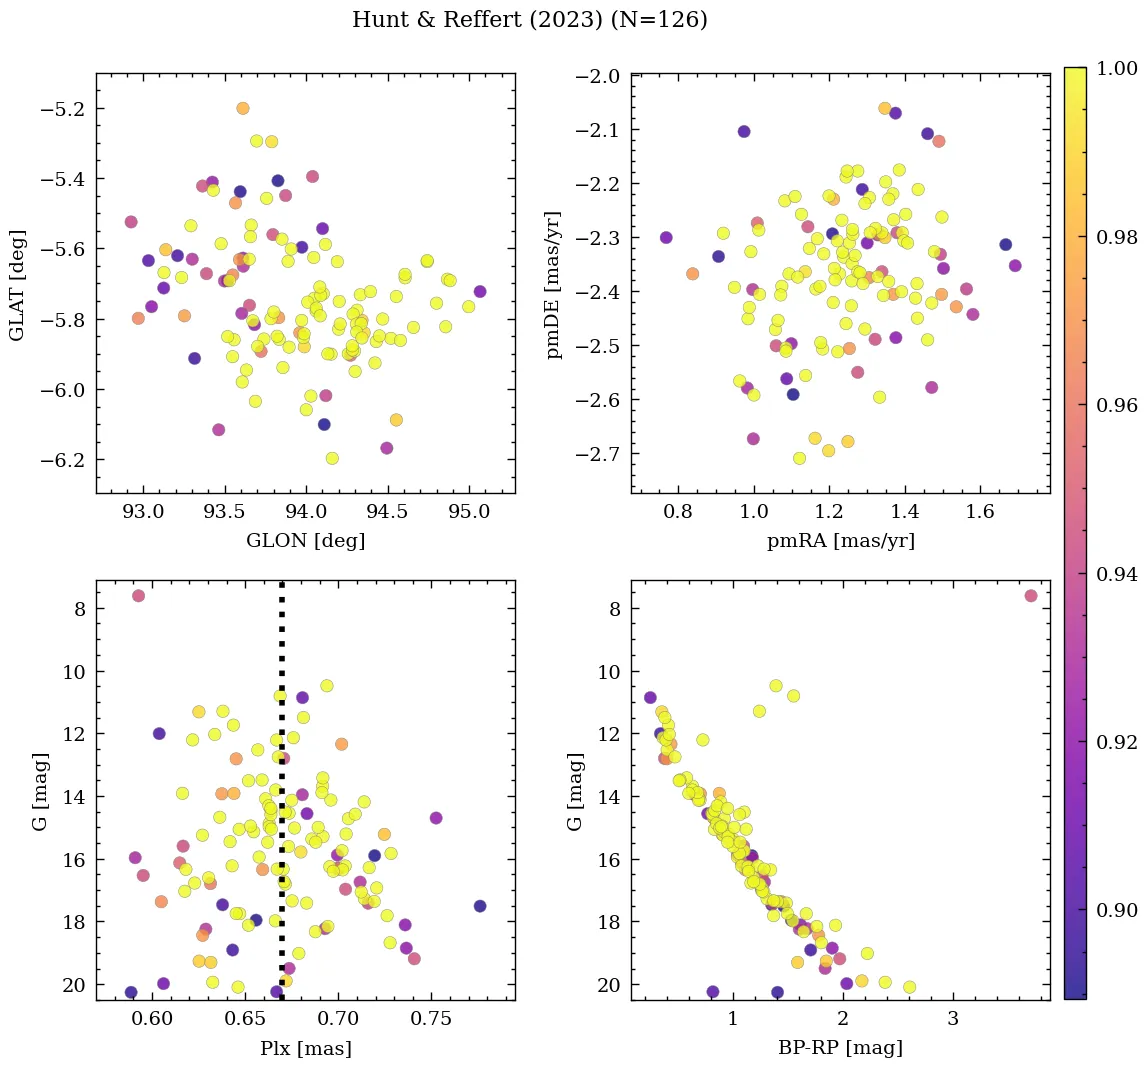 Hunt & Reffert (2023) (N=126)
−5.2
−5.4
−5.6
−5.8
−6.0
−6.2
GLAT [deg]
93.0 93.5 94.0 94.5 95.0
GLON [deg]
−2.0
−2.1
−2.2
−2.3
−2.4
−2.5
−2.6
−2.7
pmDE [mas/yr]
0.8 1.0 1.2 1.4 1.6
pmRA [mas/yr]
8
10
12
14
16
18
20
G [mag]
0.60 0.65 0.70 0.75
Plx [mas]
8
10
12
14
16
18
20
G [mag]
1 2 3
BP-RP [mag]
1.00
0.98
0.96
0.94
0.92
0.90